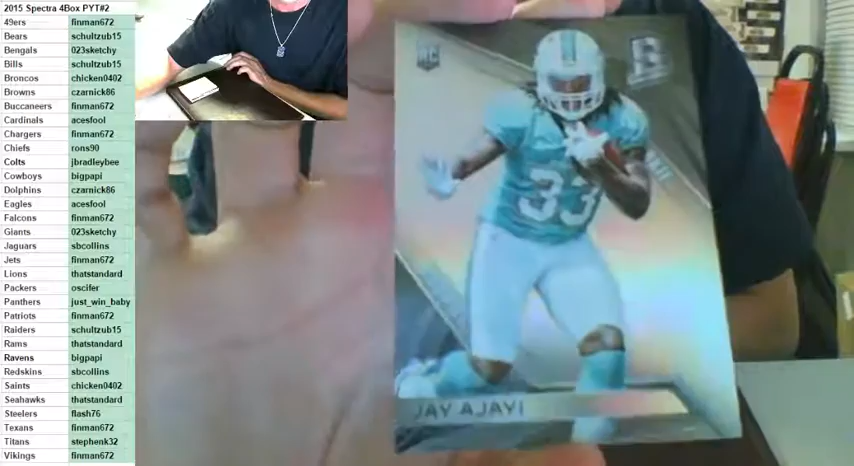 2015 Spectra 4Box PYT#2
49ers finman672
Bears schultzub15
Bengals 023sketchy
Bills schultzub15
Broncos chicken0402
Browns czarnick86
Buccaneers finman672
Cardinals acesfool
Chargers finman672
Chiefs rons90
Colts jbradleybee
Cowboys bigpapi
Dolphins czarnick86
Eagles acesfool
Falcons finman672
Giants 023sketchy
Jaguars sbcollins
Jets finman672
Lions thatstandard
Packers oscifer
Panthers just_win_baby
Patriots finman672
Raiders schultzub15
Rams thatstandard
Ravens bigpapi
Redskins sbcollins
Saints chicken0402
Seahawks thatstandard
Steelers flash76
Texans finman672
Titans stephenk32
Vikings finman672
33
JAY AJAYI